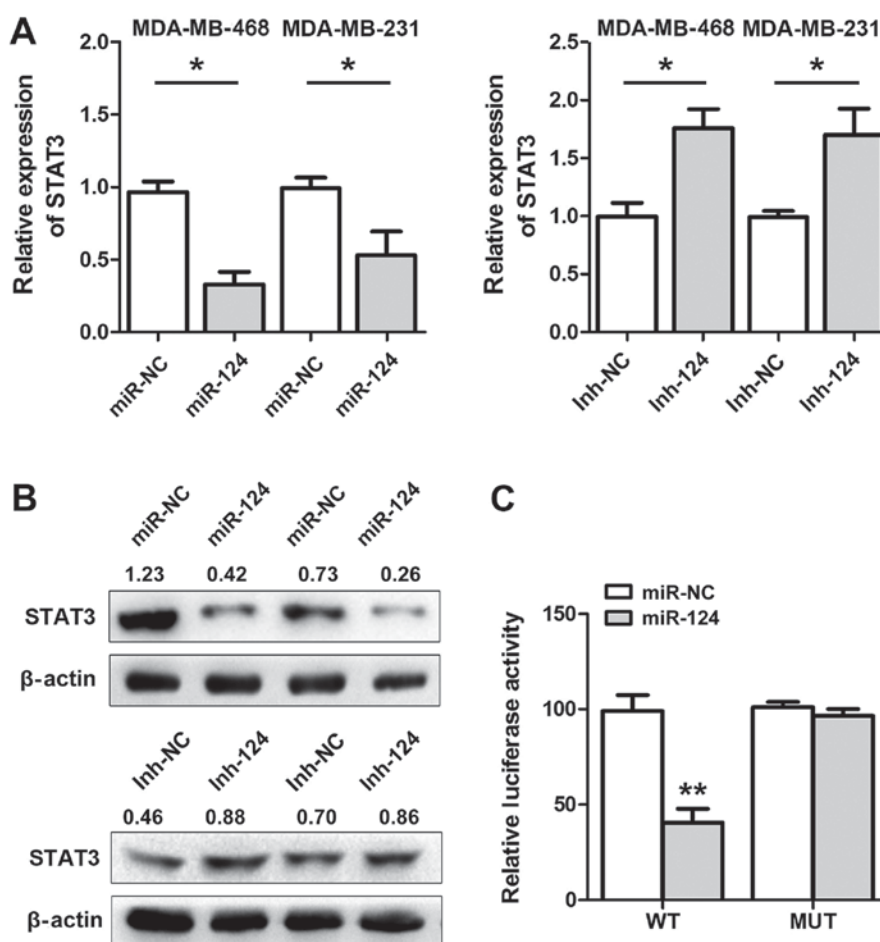 A
MDA-MB-468 MDA-MB-231
* *
Relative expression
of STAT3
2.0
1.5
1.0
0.5
0.0
miR-NC miR-124 miR-NC miR-124
MDA-MB-468 MDA-MB-231
* *
Relative expression
of STAT3
2.5
2.0
1.5
1.0
0.5
0.0
Inh-NC Inh-124 Inh-NC Inh-124
B
miR-NC miR-124 miR-NC miR-124
1.23 0.42 0.73 0.26
STAT3
β-actin
Inh-NC Inh-124 Inh-NC Inh-124
0.46 0.88 0.70 0.86
STAT3
β-actin
C
miR-NC
miR-124
Relative luciferase activity
150
100
50
0
**
WT MUT